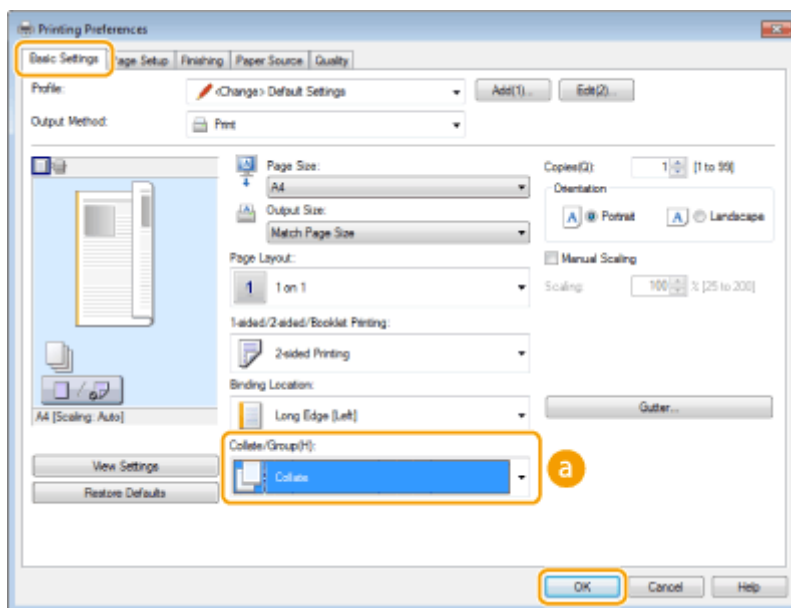 Printing Preferences
Basic Settings Page Setup Finishing Paper Source Quality
Profile: <Change> Default Settings Add(1)... Edit(2)...
Output Method: Print
Page Size:
A4
Output Size:
Match Page Size
Copies(Q): 1 [1 to 99]
Orientation
A Portrait A Landscape
Page Layout:
1 1 on 1
Manual Scaling
Scaling: 100 % [25 to 200]
1-sided/2-sided/Booklet Printing:
2-sided Printing
Binding Location:
Long Edge [Left]
Gutter...
A4 [Scaling: Auto]
Collate/Group(H):
Collate
a
View Settings
Restore Defaults
OK Cancel Help